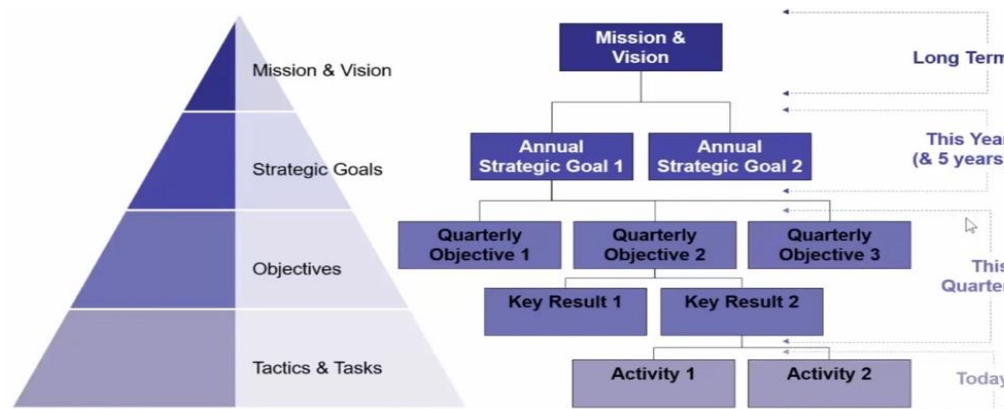 Mission & Vision
Strategic Goals
Objectives
Tactics & Tasks
Mission &
Vision
Annual
Strategic Goal 1
Annual
Strategic Goal 2
Quarterly
Objective 1
Quarterly
Objective 2
Quarterly
Objective 3
Key Result 1
Key Result 2
Activity 1
Activity 2
Long Term
This Year
(& 5 years
This
Quarter
Today